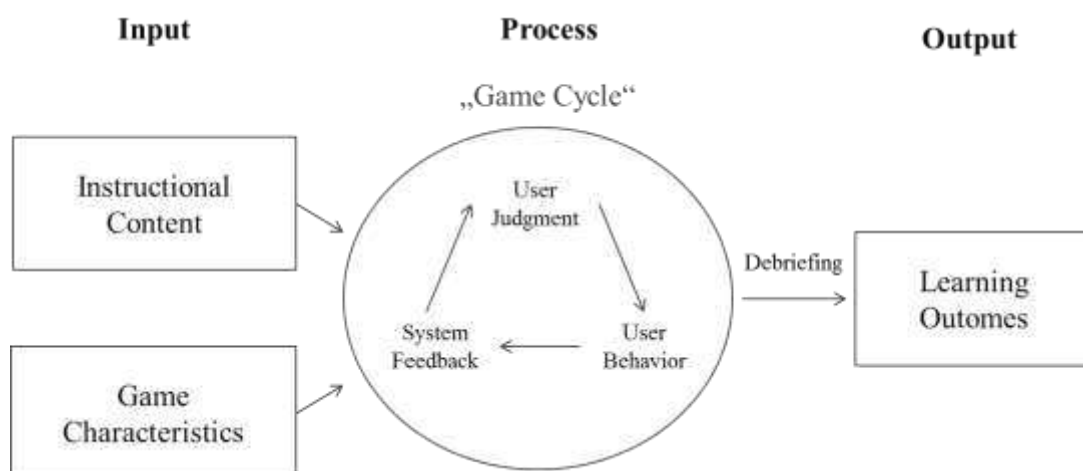 Input
Process
Output
„Game Cycle“
Instructional
Content
User
Judgment
Debriefing
Learning
Outomes
System
Feedback
User
Behavior
Game
Characteristics